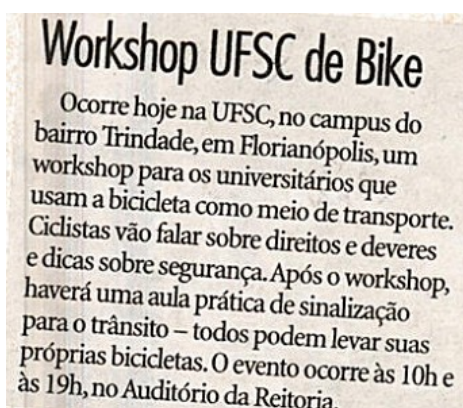 Workshop UFSC de Bike
Ocorre hoje na UFSC, no campus do
bairro Trindade, em Florianópolis, um
workshop para os universitários que
usam a bicicleta como meio de transporte.
Ciclistas vão falar sobre direitos e deveres
e dicas sobre segurança. Após o workshop,
haverá uma aula prática de sinalização
para o trânsito – todos podem levar suas
próprias bicicletas. O evento ocorre às 10h e
às 19h, no Auditório da Reitoria.